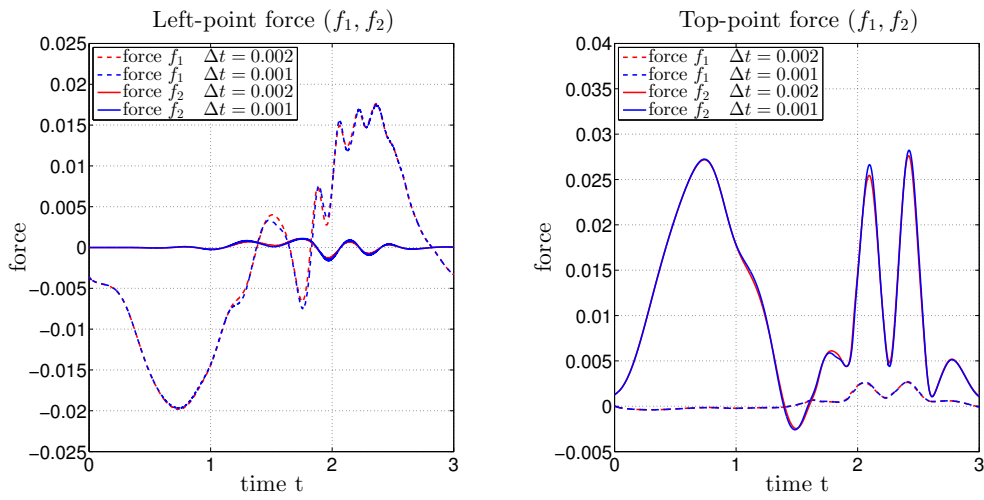 Left-point force (f₁, f₂)
0.025
0.02
0.015
0.01
0.005
0
−0.005
−0.01
−0.015
−0.02
−0.025
force
force f₁ Δt = 0.002
force f₁ Δt = 0.001
force f₂ Δt = 0.002
force f₂ Δt = 0.001
0 1 2 3
time t
Top-point force (f₁, f₂)
0.04
0.035
0.03
0.025
0.02
0.015
0.01
0.005
0
−0.005
force
force f₁ Δt = 0.002
force f₁ Δt = 0.001
force f₂ Δt = 0.002
force f₂ Δt = 0.001
0 1 2 3
time t